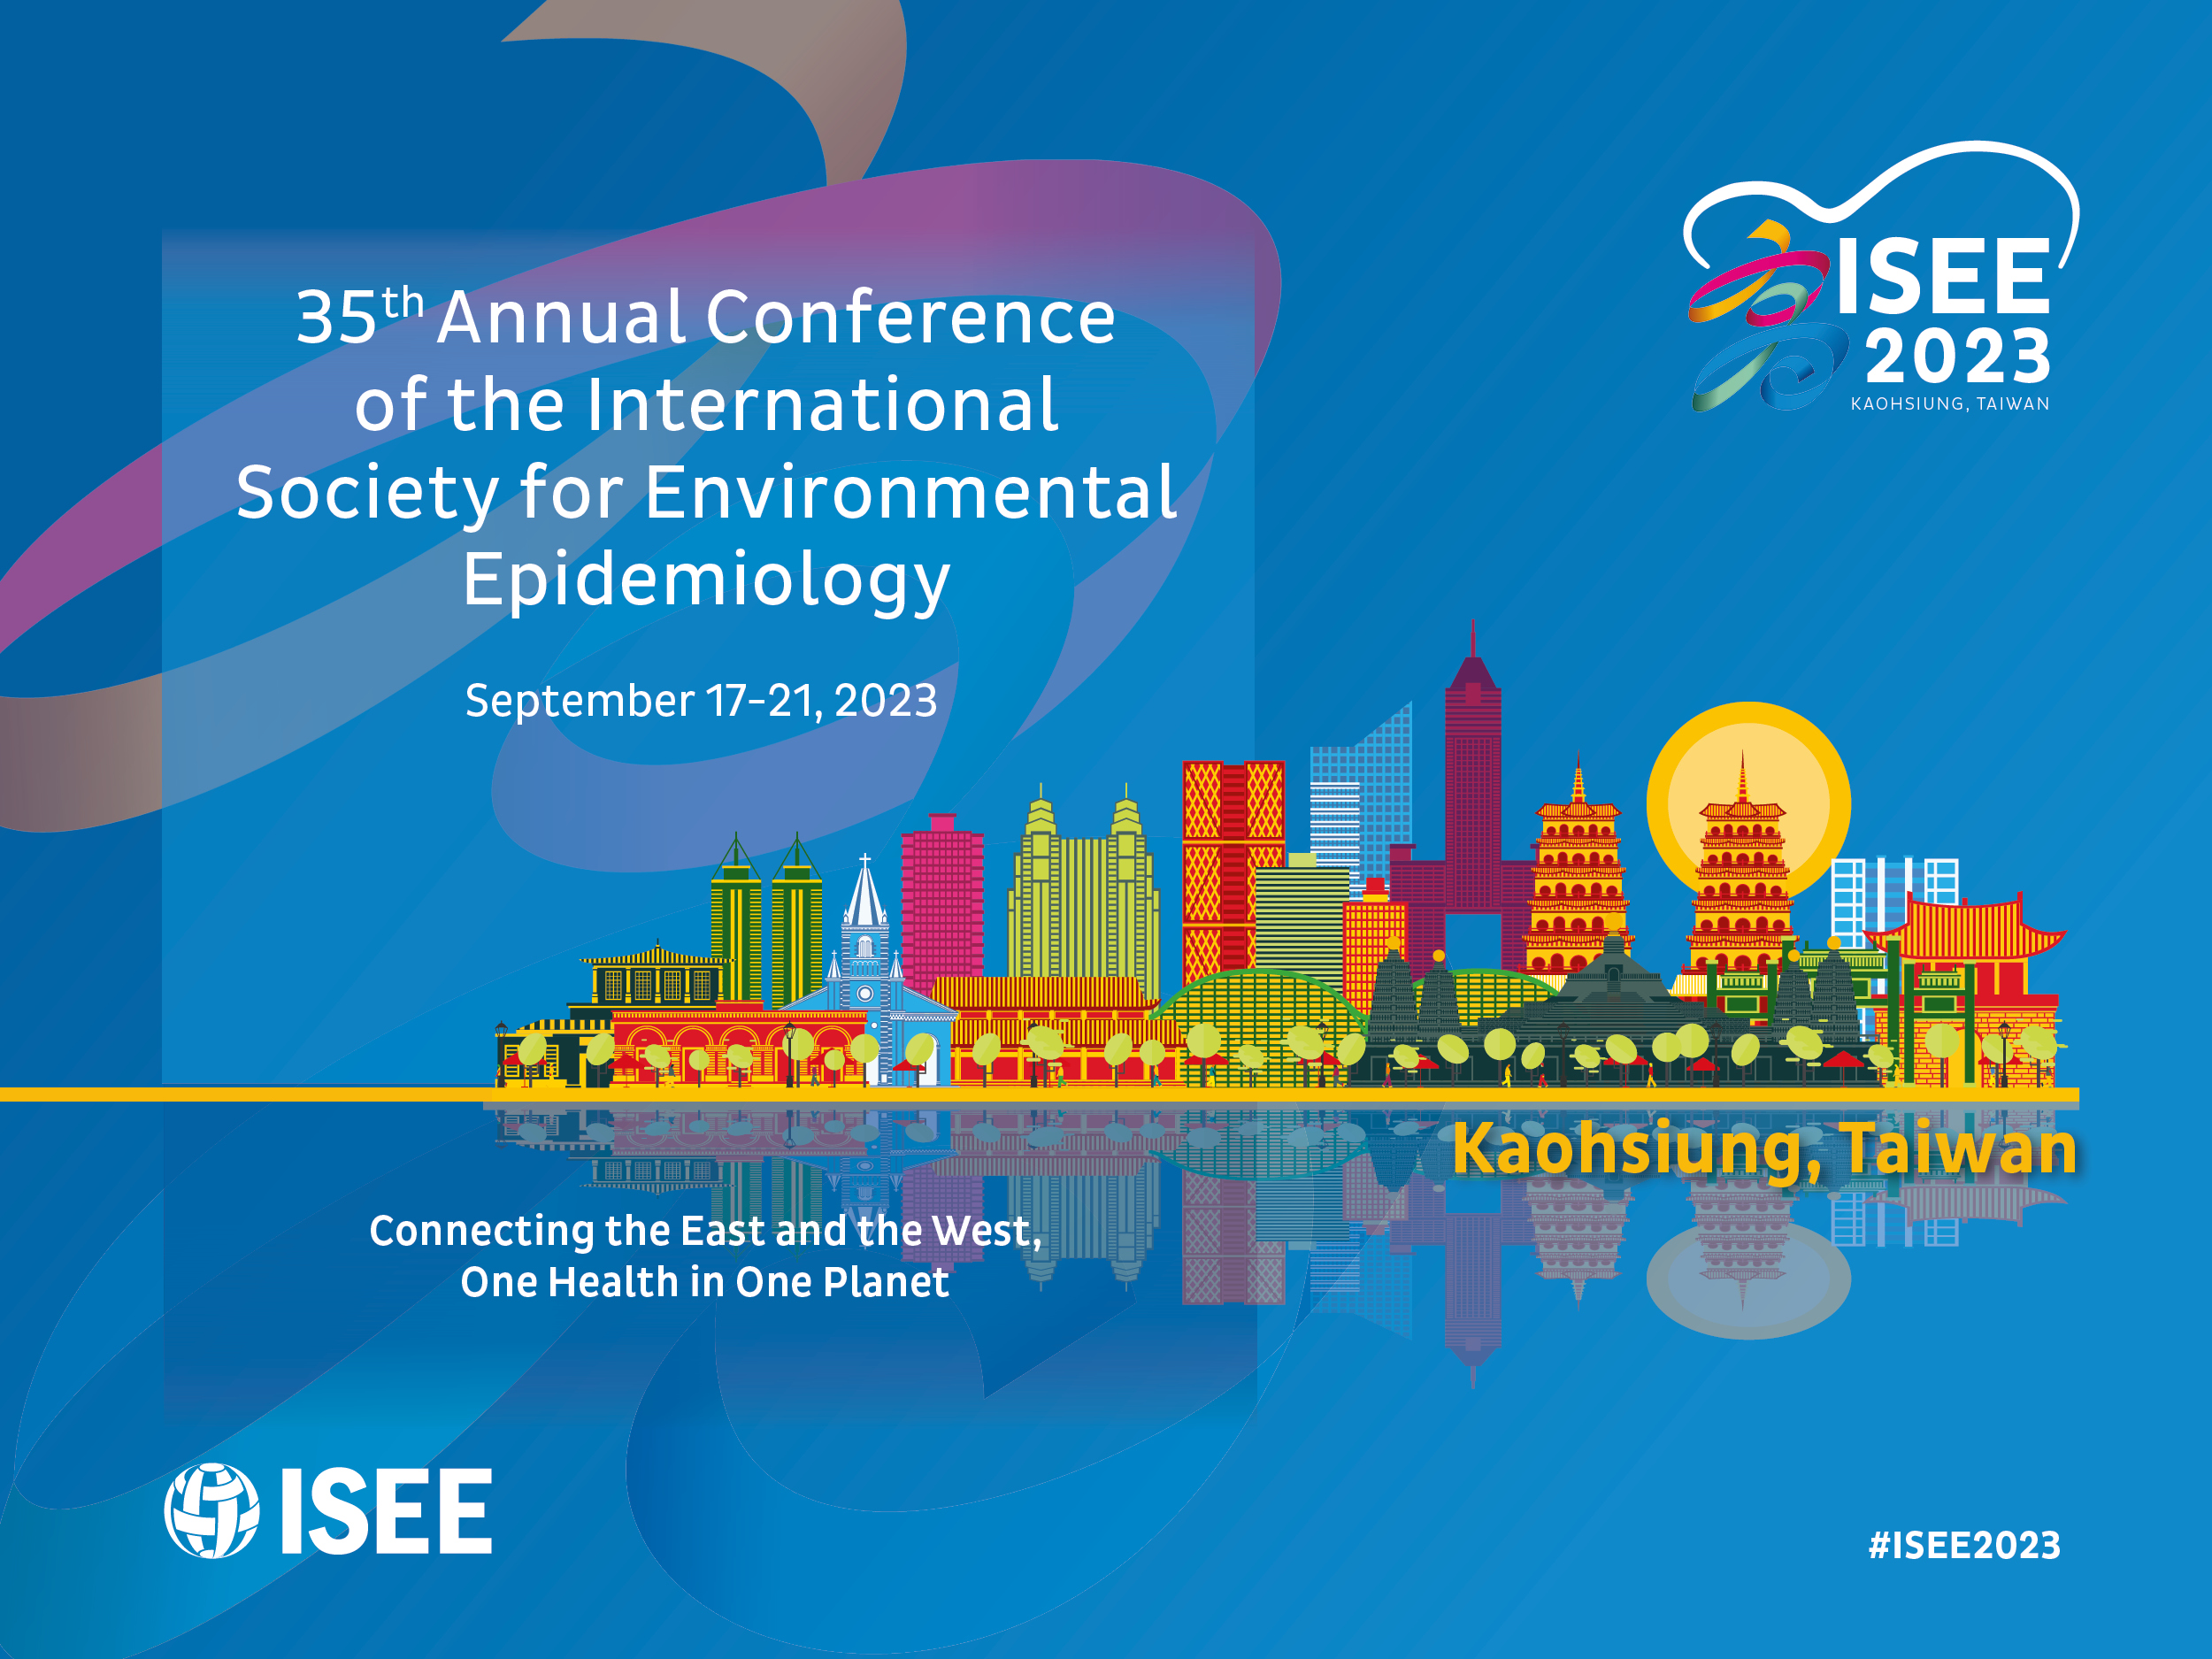 35th Annual Conference
of the International
Society for Environmental
Epidemiology
September 17-21, 2023
ISEE
2023
KAOHSIUNG, TAIWAN
Kaohsiung, Taiwan
Connecting the East and the West,
One Health in One Planet
ISEE
#ISEE2023